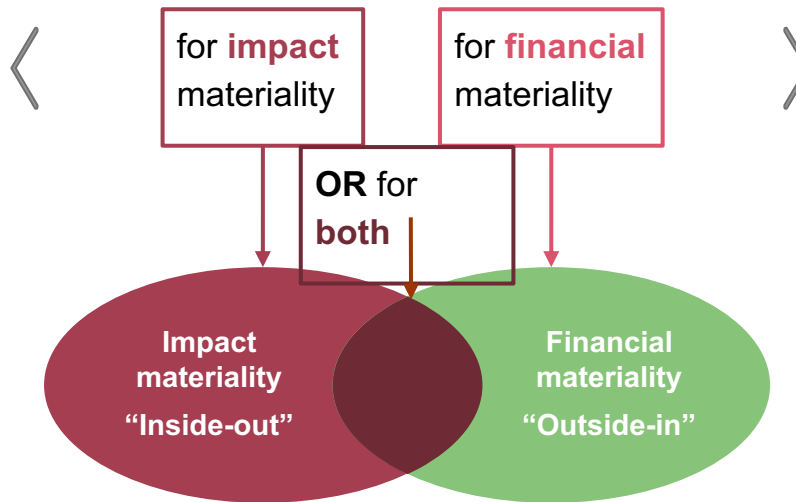 for impact
materiality
for financial
materiality
OR for
both
Impact
materiality
“Inside-out”
Financial
materiality
“Outside-in”